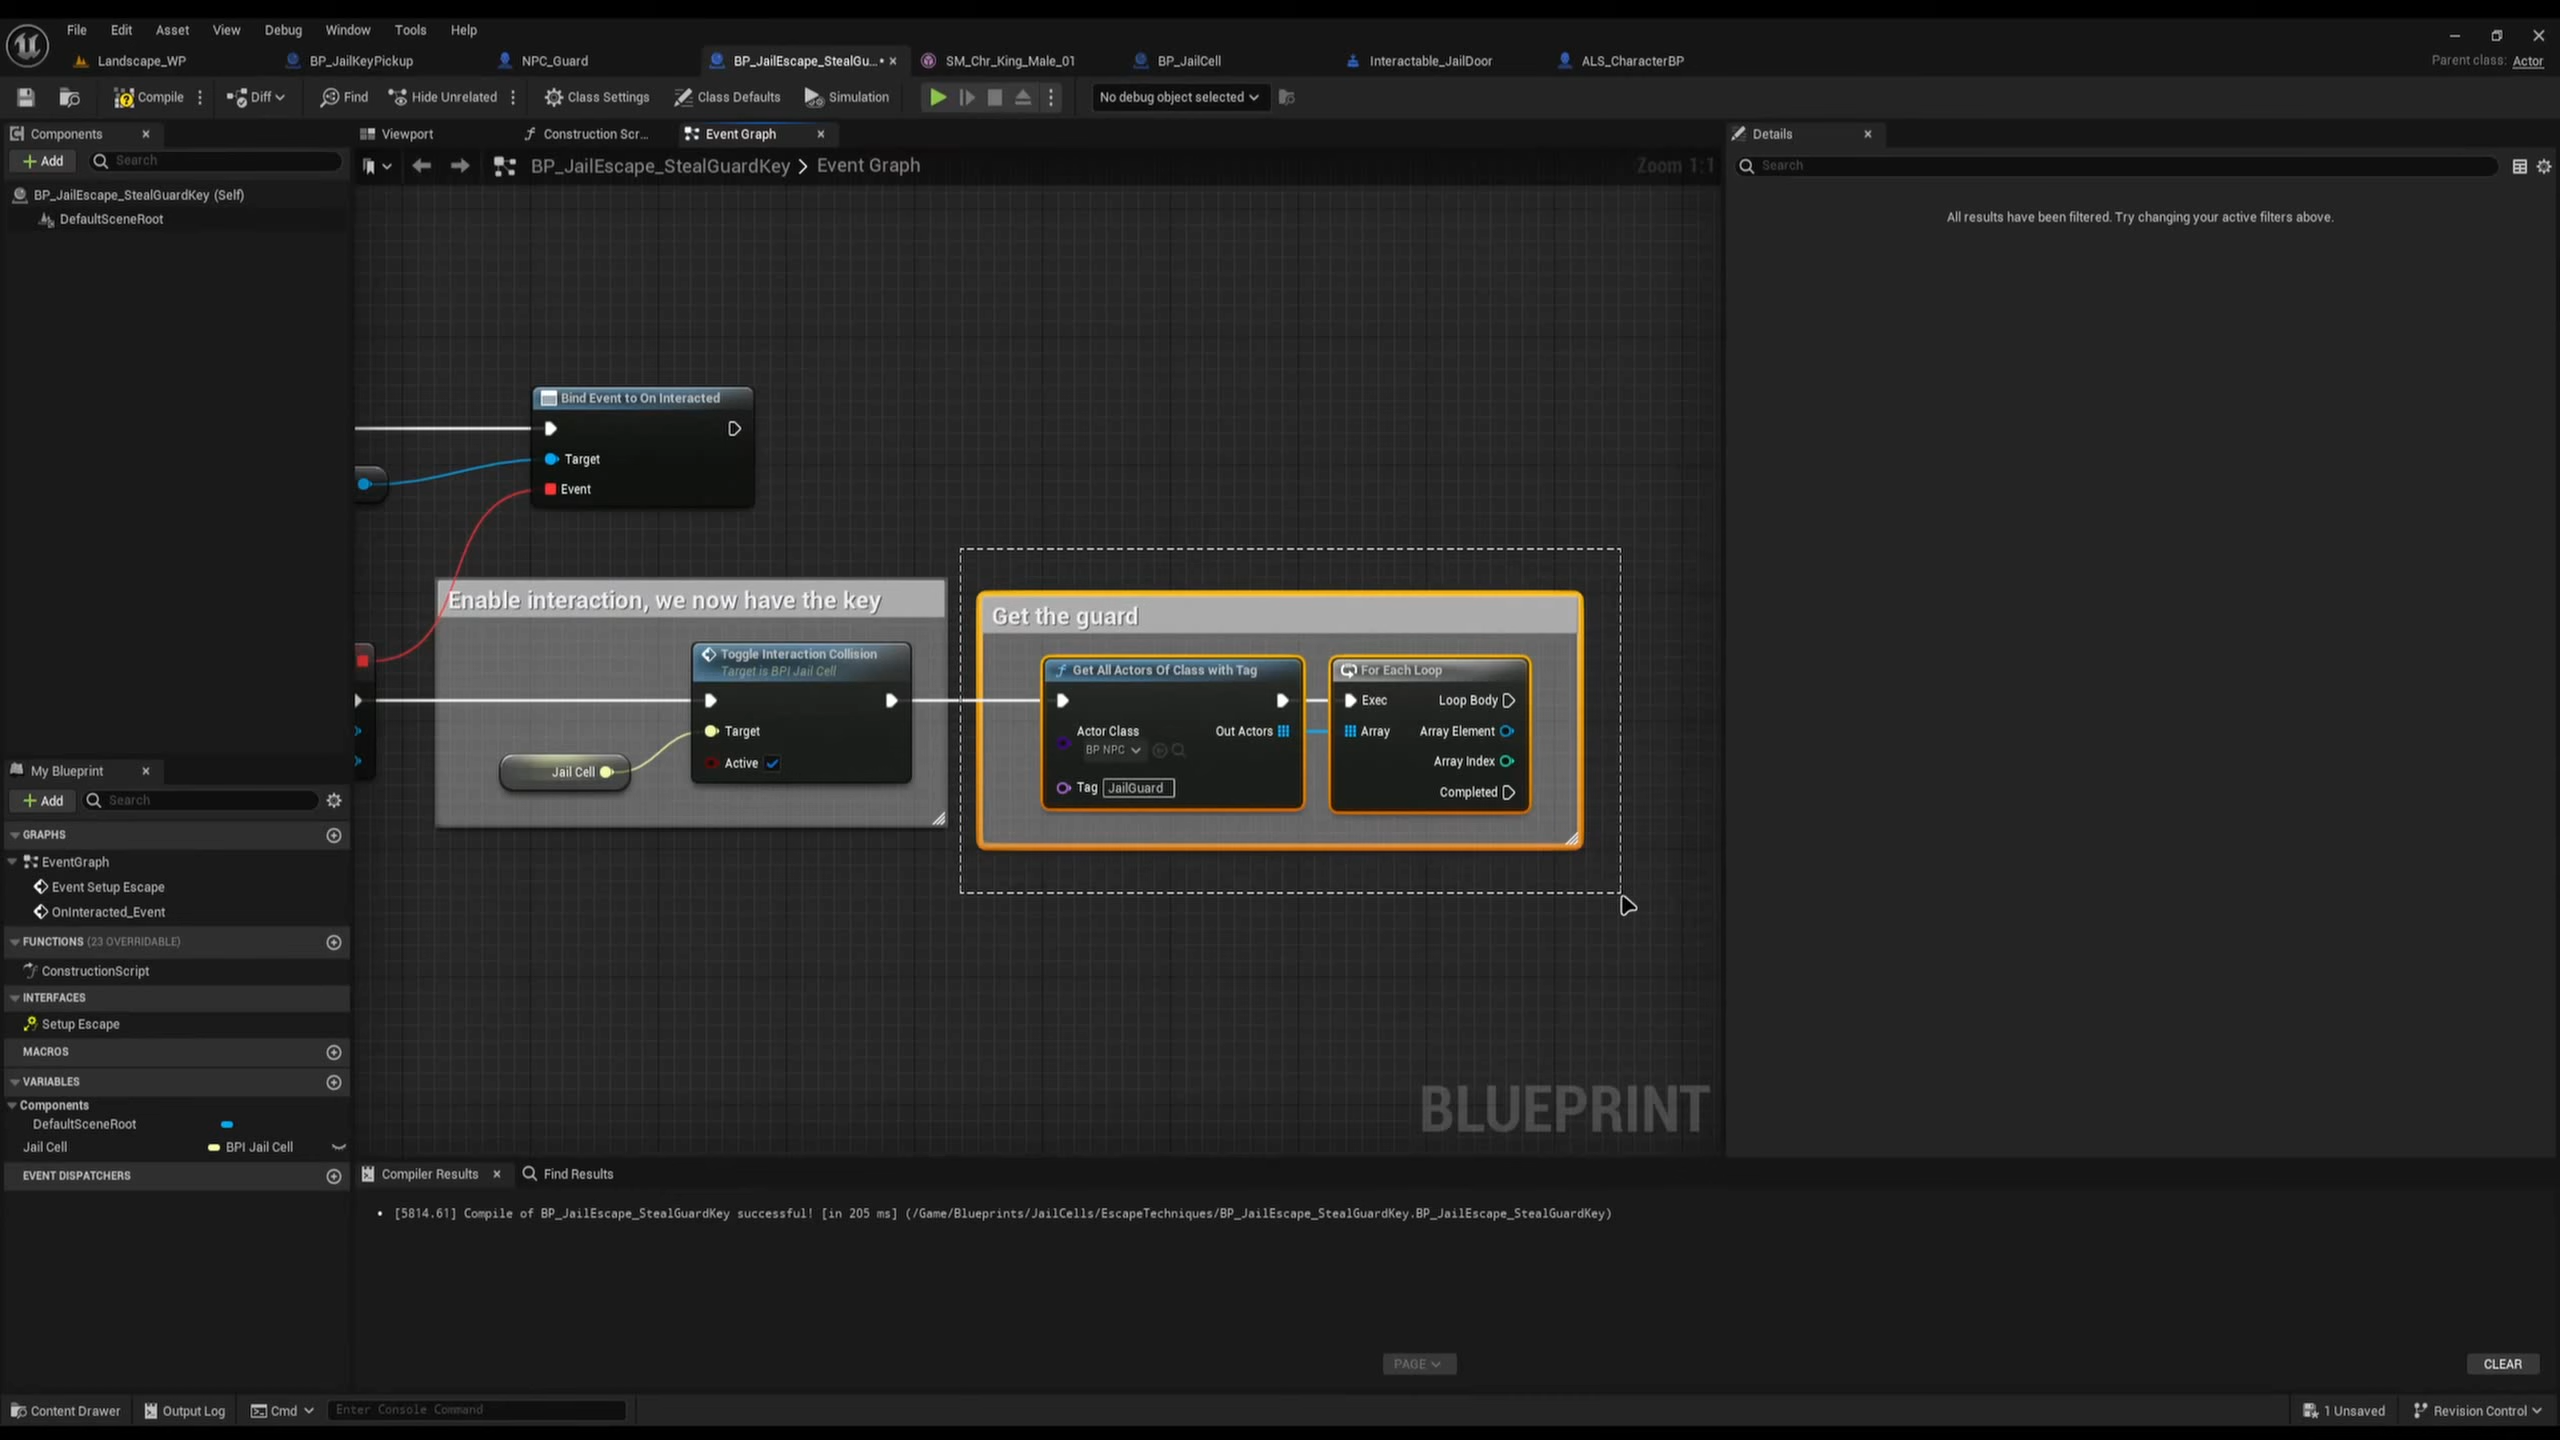 File Edit Asset View Debug Window Tools Help
Landscape_WP BP_JailKeyPickup NPC_Guard BP_JailEscape_StealGu...• SM_Chr_King_Male_01 BP_JailCell Interactable_JailDoor ALS_CharacterBP Parent class: Actor
Compile Diff Find Hide Unrelated Class Settings Class Defaults Simulation No debug object selected
Components Viewport Construction Scr... Event Graph Details
Add Search BP_JailEscape_StealGuardKey > Event Graph Zoom 1:1 Search
BP_JailEscape_StealGuardKey (Self)
DefaultSceneRoot
All results have been filtered. Try changing your active filters above.
Bind Event to On Interacted
Target
Event
Enable interaction, we now have the key
Toggle Interaction Collision
Target is BPI Jail Cell
Target
Jail Cell
Active
Get the guard
Get All Actors Of Class with Tag
Actor Class
BP NPC
Out Actors
Tag JailGuard
For Each Loop
Exec Loop Body
Array Array Element
Array Index
Completed
BLUEPRINT
My Blueprint
Add Search
GRAPHS
EventGraph
Event Setup Escape
OnInteracted_Event
FUNCTIONS (23 OVERRIDABLE)
ConstructionScript
INTERFACES
Setup Escape
MACROS
VARIABLES
Components
DefaultSceneRoot
Jail Cell BPI Jail Cell
EVENT DISPATCHERS
Compiler Results Find Results
• [5814.61] Compile of BP_JailEscape_StealGuardKey successful! [in 205 ms] (/Game/Blueprints/JailCells/EscapeTechniques/BP_JailEscape_StealGuardKey.BP_JailEscape_StealGuardKey)
PAGE CLEAR
Content Drawer Output Log Cmd Enter Console Command 1 Unsaved Revision Control